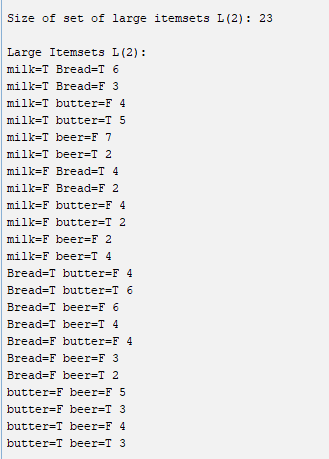 Size of set of large itemsets L(2): 23
Large Itemsets L(2):
milk=T Bread=T 6
milk=T Bread=F 3
milk=T butter=F 4
milk=T butter=T 5
milk=T beer=F 7
milk=T beer=T 2
milk=F Bread=T 4
milk=F Bread=F 2
milk=F butter=F 4
milk=F butter=T 2
milk=F beer=F 2
milk=F beer=T 4
Bread=T butter=F 4
Bread=T butter=T 6
Bread=T beer=F 6
Bread=T beer=T 4
Bread=F butter=F 4
Bread=F beer=F 3
Bread=F beer=T 2
butter=F beer=F 5
butter=F beer=T 3
butter=T beer=F 4
butter=T beer=T 3